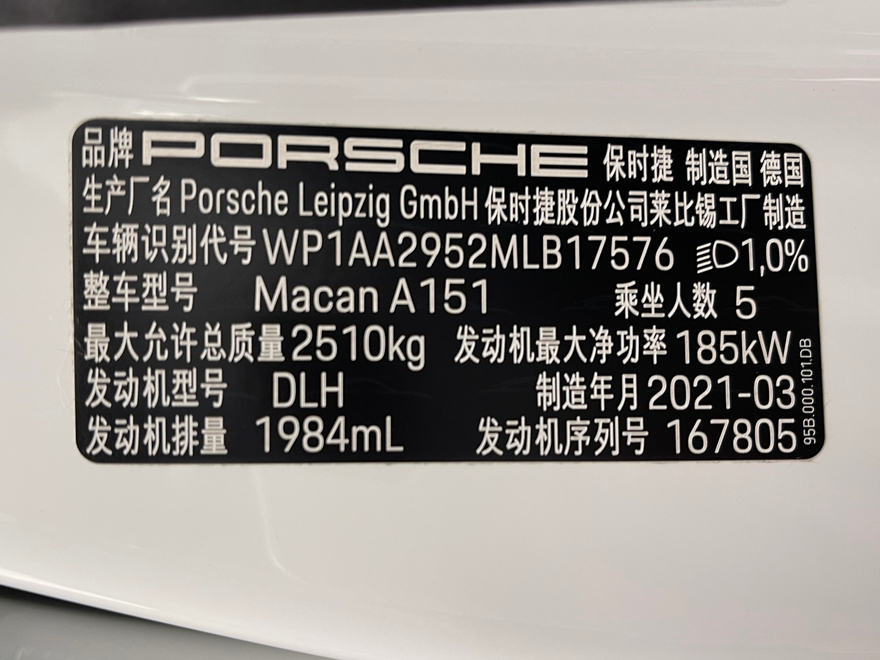 品牌 PORSCHE 保时捷 制造国 德国
生产厂名 Porsche Leipzig GmbH 保时捷股份公司莱比锡工厂制造
车辆识别代号 WP1AA2952MLB17576 1,0%
整车型号 Macan A151 乘坐人数 5
最大允许总质量 2510kg 发动机最大净功率 185kW
发动机型号 DLH 制造年月 2021-03
发动机排量 1984mL 发动机序列号 167805
95B.000.101.DB